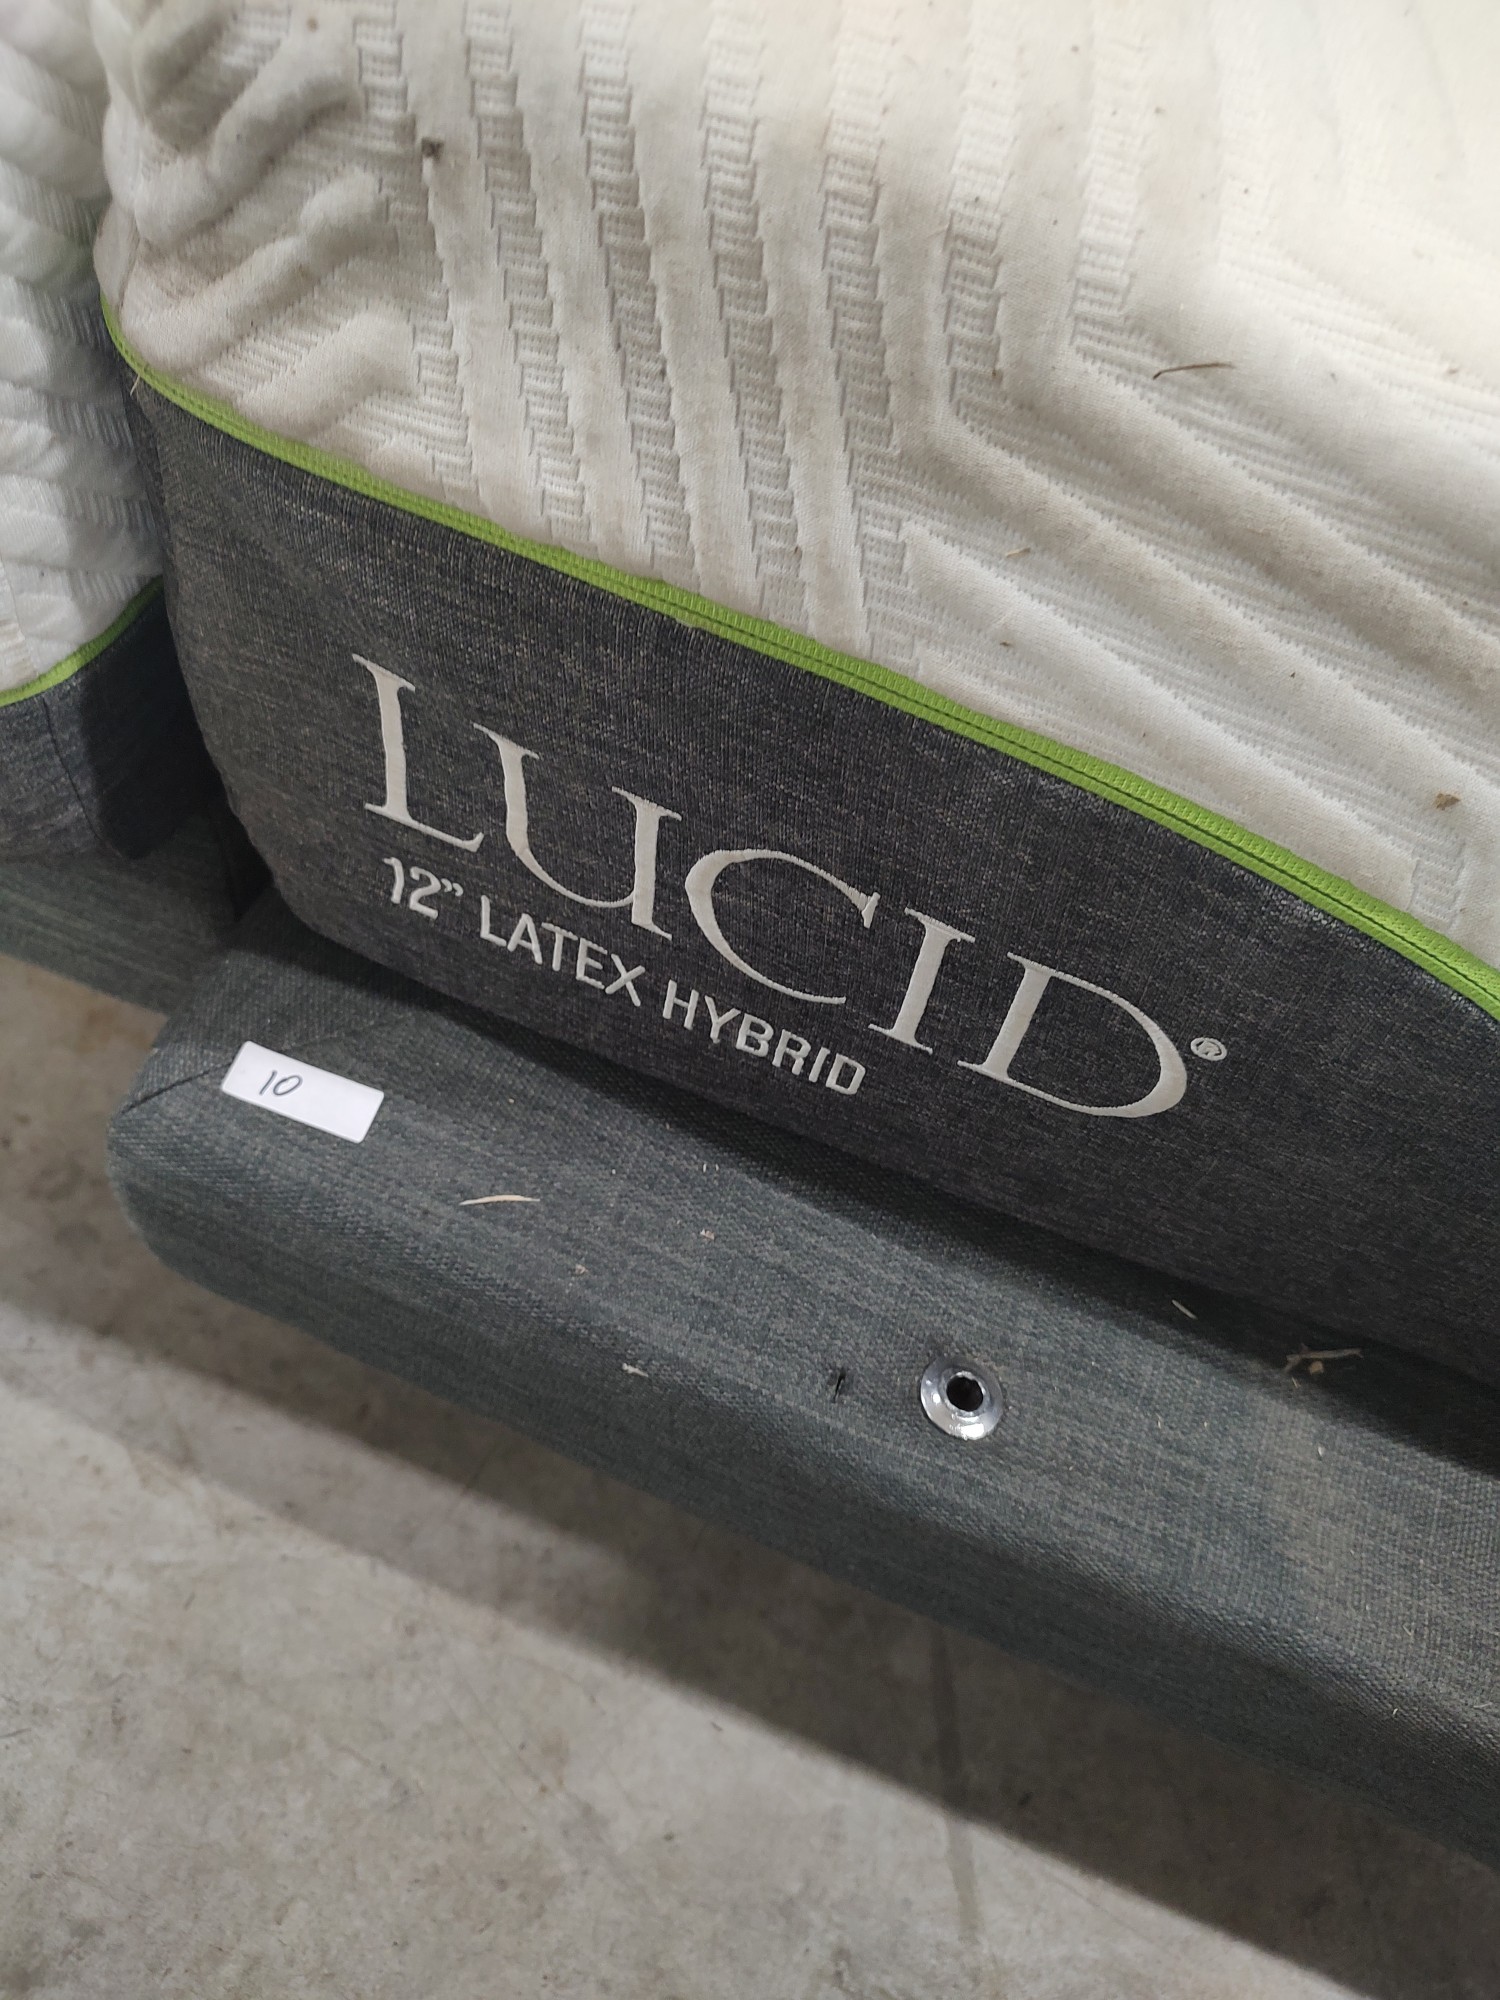 LUCID®
12” LATEX HYBRID
10